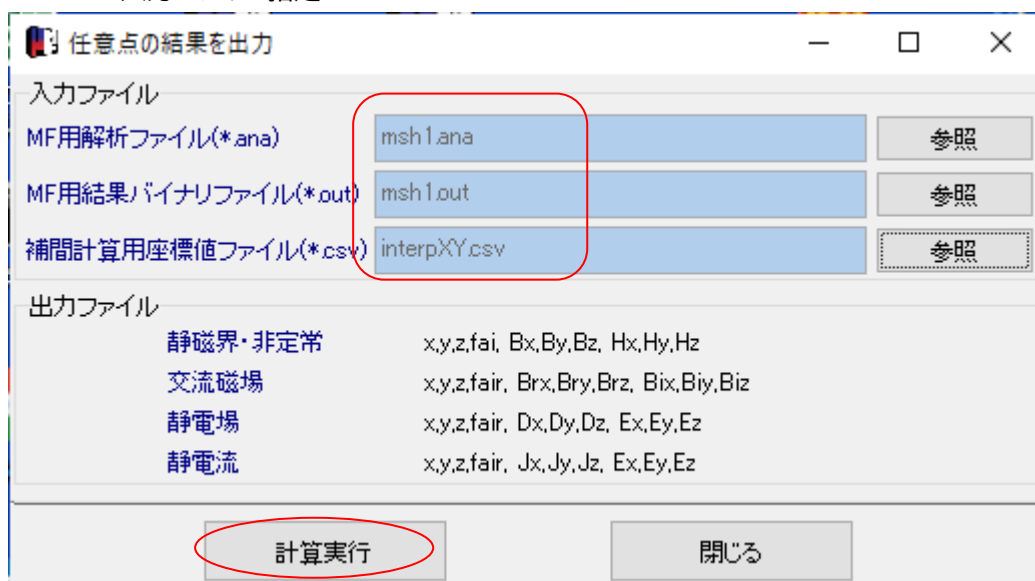 任意点の結果を出力
入力ファイル
MF用解析ファイル(*.ana) msh1.ana 参照
MF用結果バイナリファイル(*.out) msh1.out 参照
補間計算用座標値ファイル(*.csv) interpXY.csv 参照
出力ファイル
静磁界・非定常 x,y,z,fai, Bx,By,Bz, Hx,Hy,Hz
交流磁場 x,y,z,fair, Brx,Bry,Brz, Bix,Biy,Biz
静電場 x,y,z,fair, Dx,Dy,Dz, Ex,Ey,Ez
静電流 x,y,z,fair, Jx,Jy,Jz, Ex,Ey,Ez
計算実行 閉じる